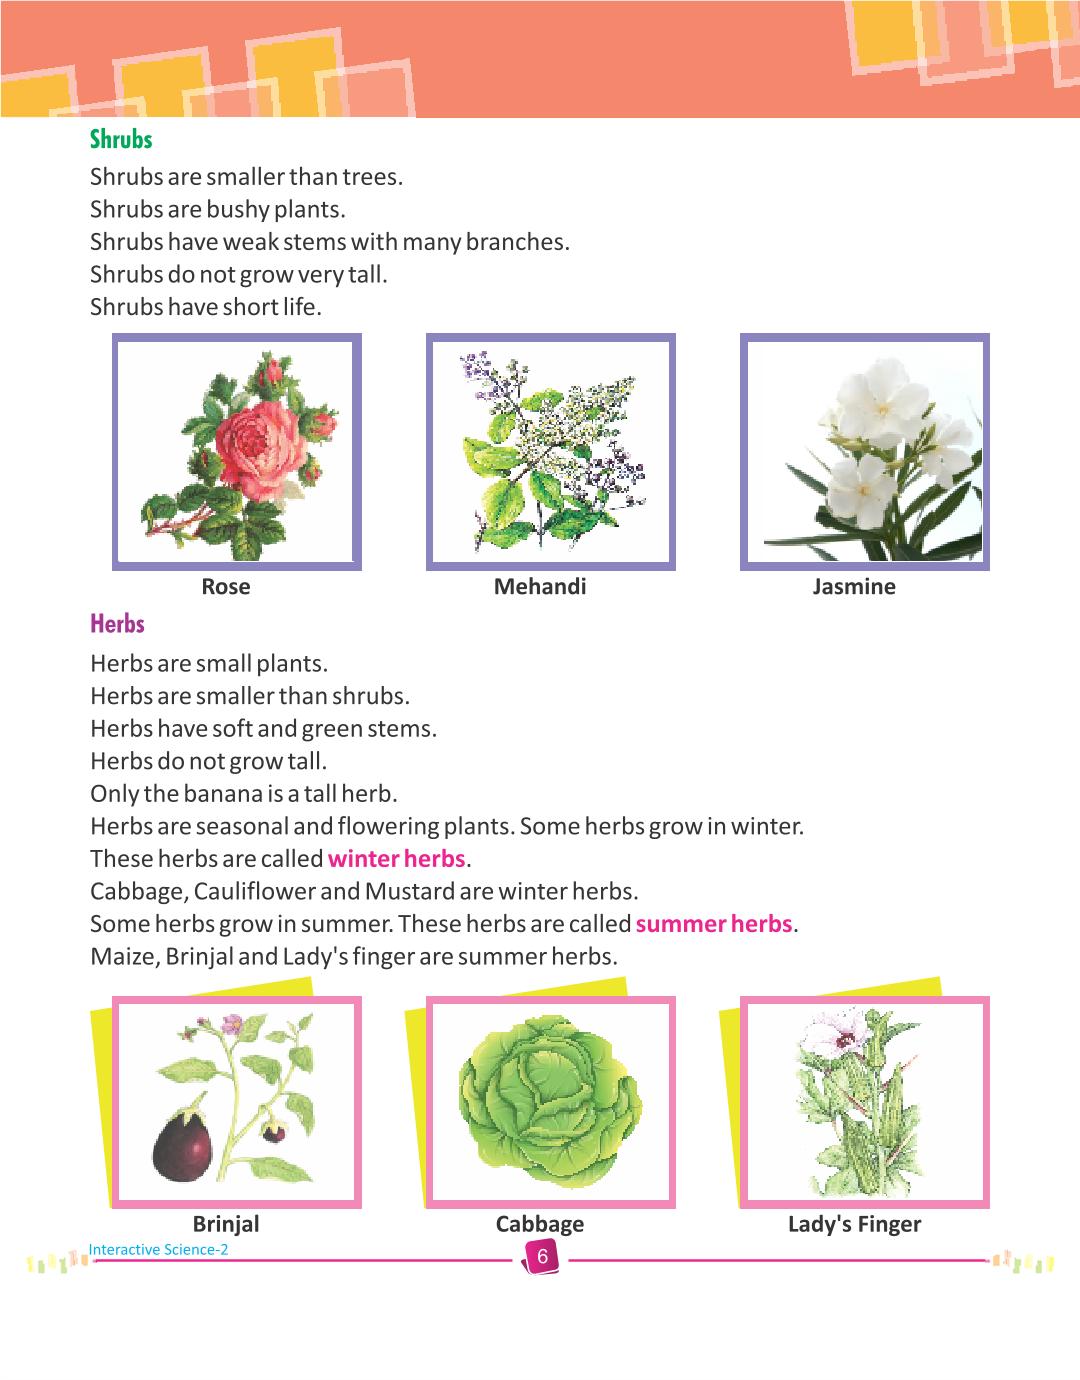 Shrubs
Shrubs are smaller than trees.
Shrubs are bushy plants.
Shrubs have weak stems with many branches.
Shrubs do not grow very tall.
Shrubs have short life.
Rose
Mehandi
Jasmine
Herbs
Herbs are small plants.
Herbs are smaller than shrubs.
Herbs have soft and green stems.
Herbs do not grow tall.
Only the banana is a tall herb.
Herbs are seasonal and flowering plants. Some herbs grow in winter.
These herbs are called winter herbs.
Cabbage, Cauliflower and Mustard are winter herbs.
Some herbs grow in summer. These herbs are called summer herbs.
Maize, Brinjal and Lady's finger are summer herbs.
Brinjal
Cabbage
Lady's Finger
Interactive Science-2
6